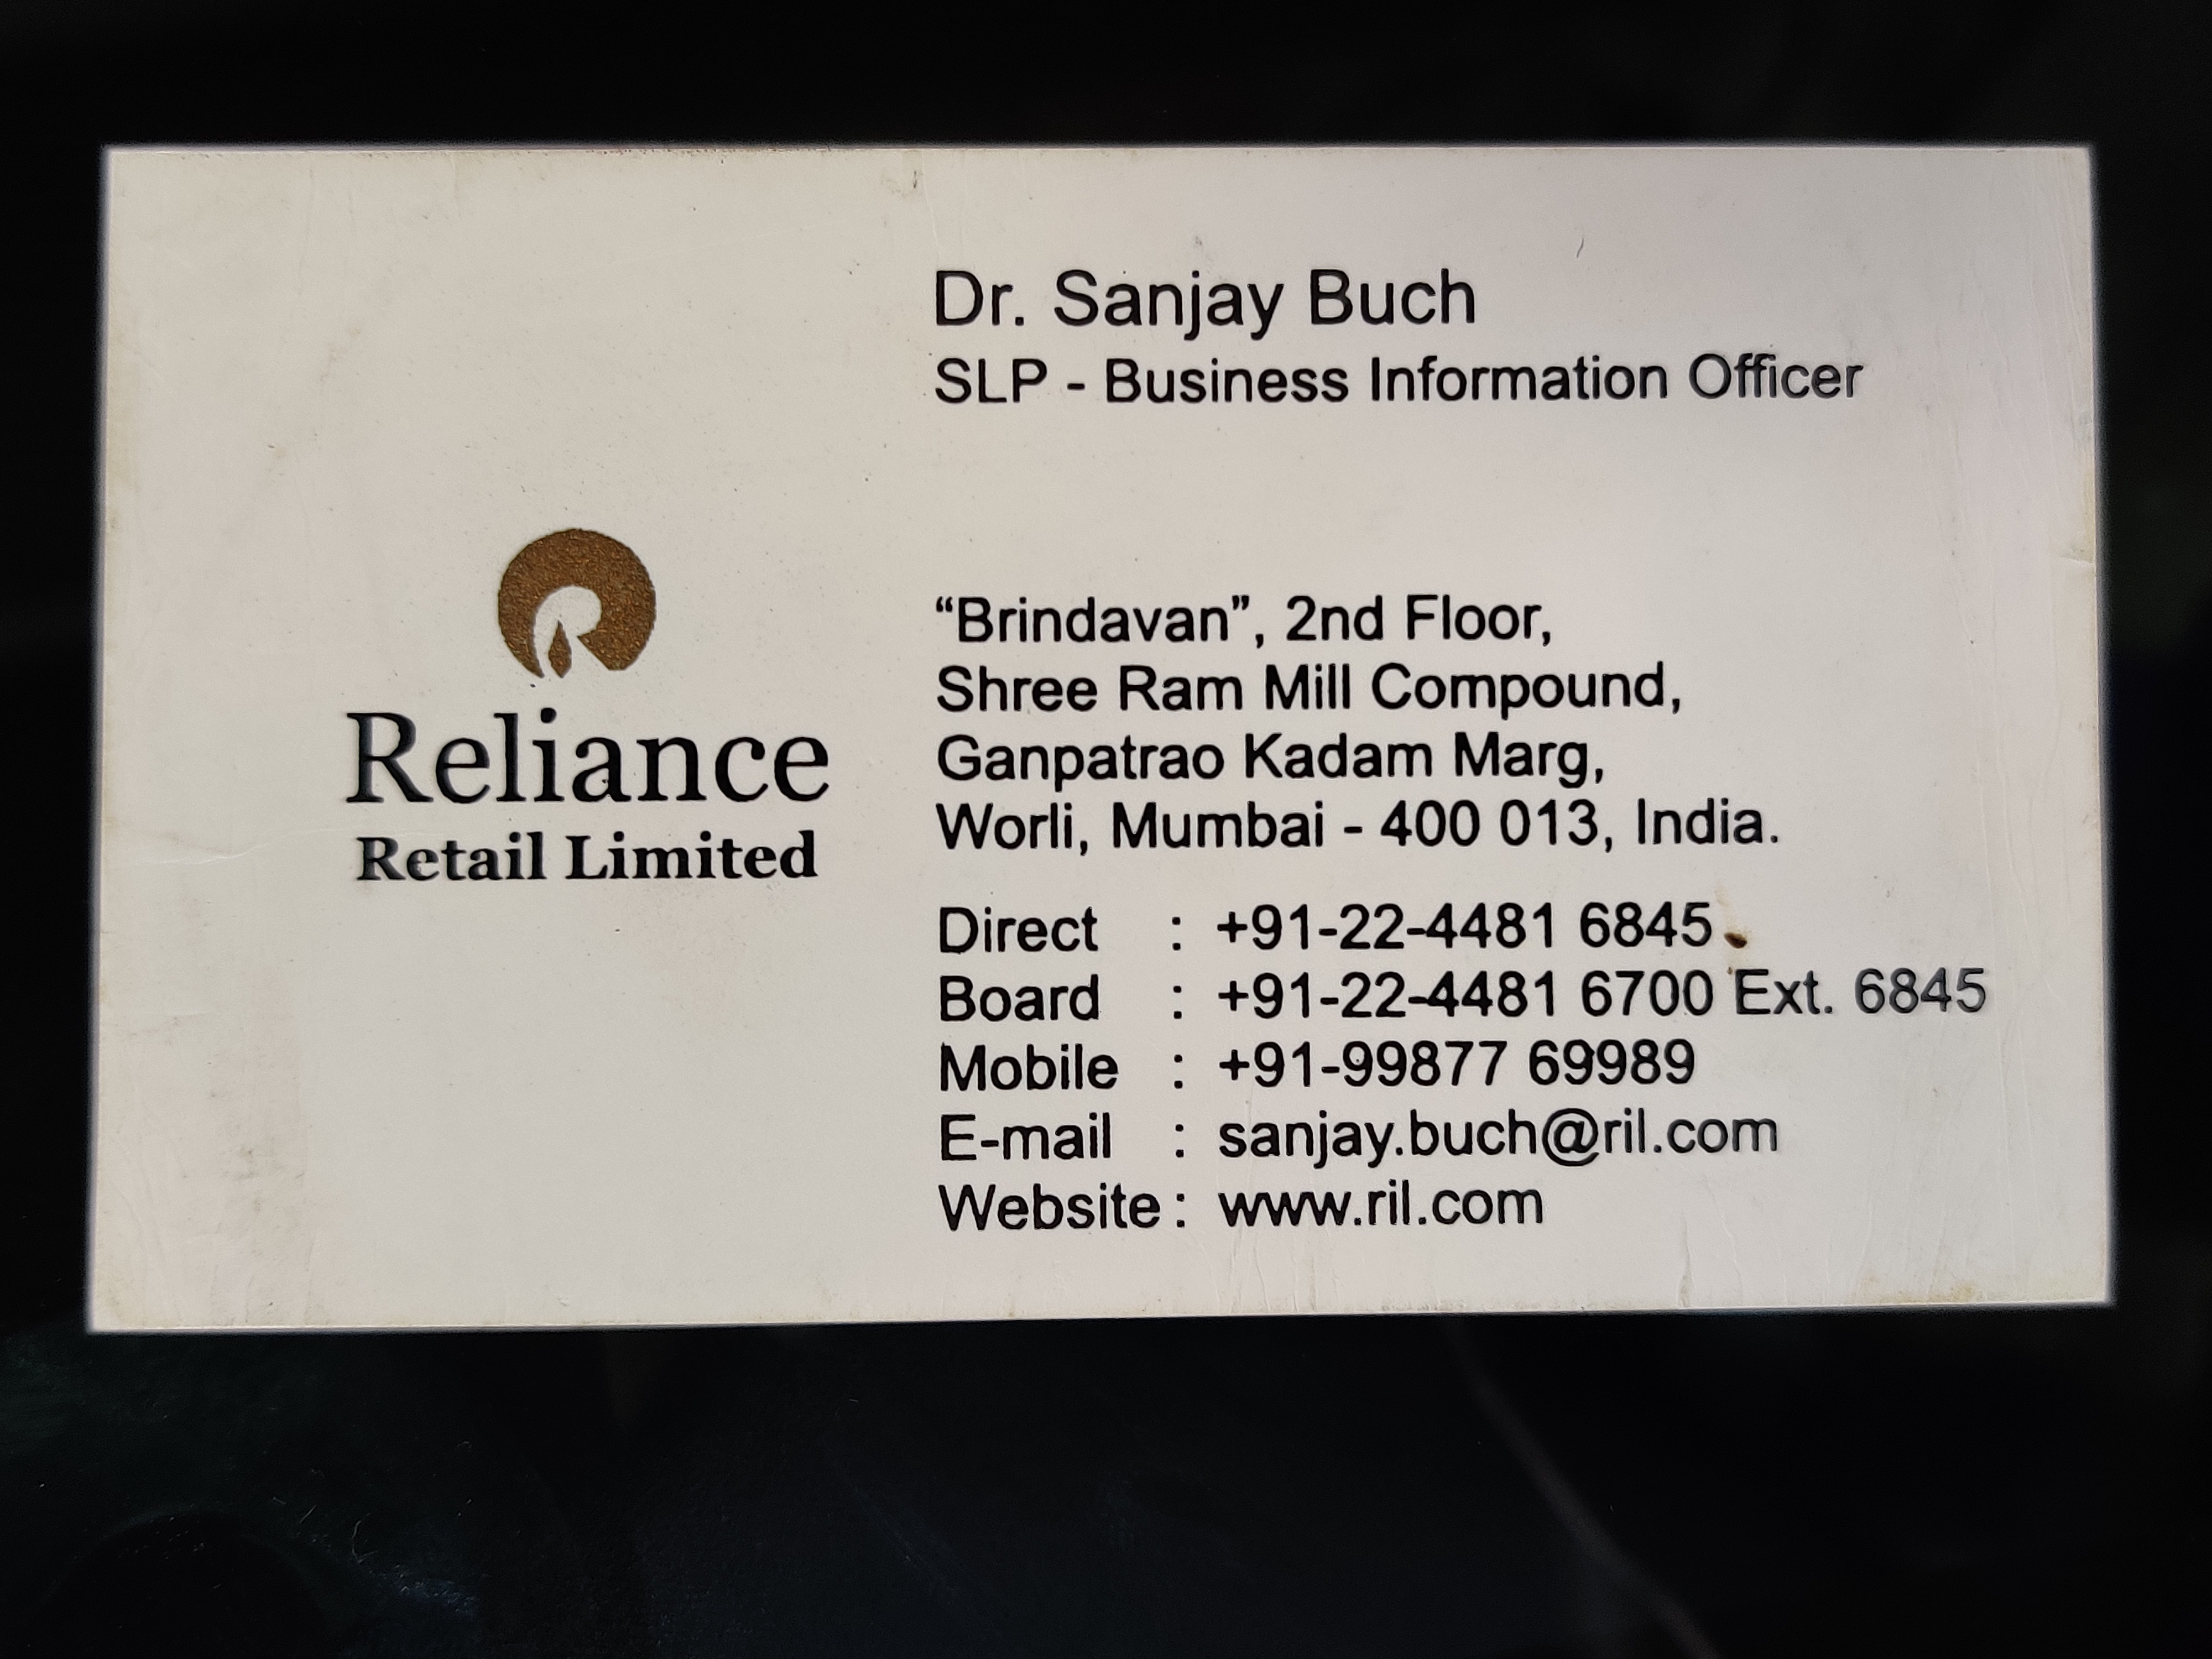 Dr. Sanjay Buch
SLP - Business Information Officer
Reliance
Retail Limited
“Brindavan”, 2nd Floor,
Shree Ram Mill Compound,
Ganpatrao Kadam Marg,
Worli, Mumbai - 400 013, India.
Direct : +91-22-4481 6845
Board : +91-22-4481 6700 Ext. 6845
Mobile : +91-99877 69989
E-mail : sanjay.buch@ril.com
Website : www.ril.com